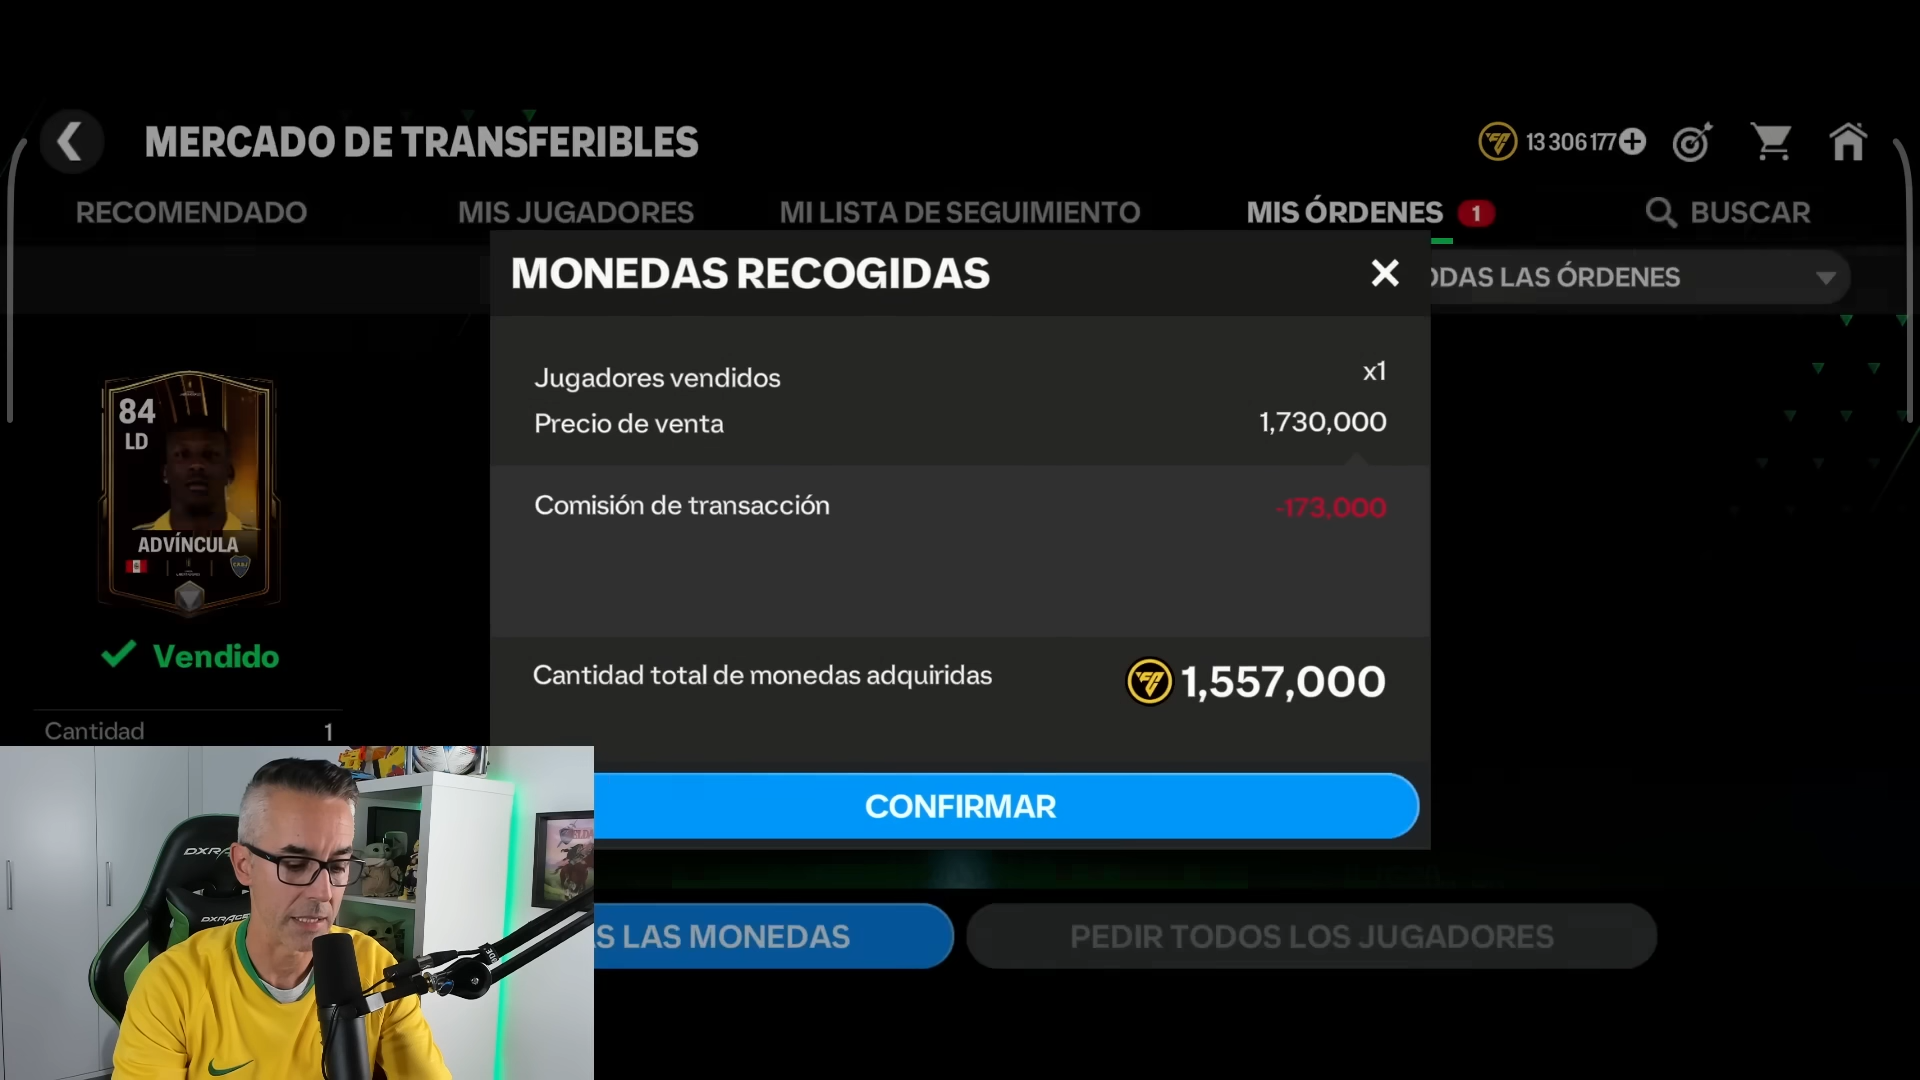 MERCADO DE TRANSFERIBLES
13 306 177
RECOMENDADO
MIS JUGADORES
MI LISTA DE SEGUIMIENTO
MIS ÓRDENES 1
BUSCAR
MONEDAS RECOGIDAS
ODAS LAS ÓRDENES
Jugadores vendidos x1
Precio de venta 1,730,000
Comisión de transacción -173,000
Cantidad total de monedas adquiridas 1,557,000
CONFIRMAR
84
LD
ADVÍNCULA
Vendido
Cantidad 1
S LAS MONEDAS
PEDIR TODOS LOS JUGADORES